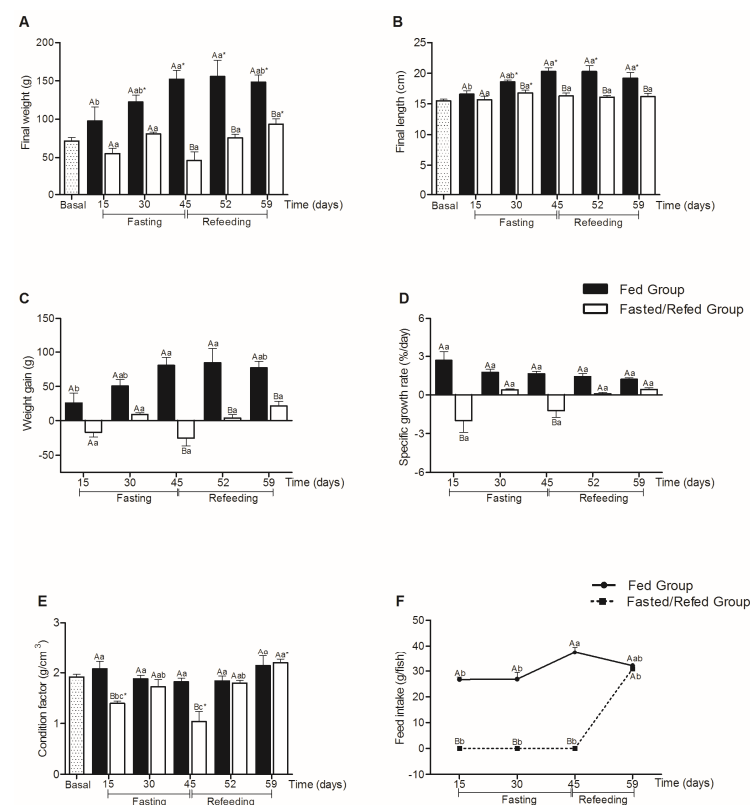 A
Final weight (g)
200
150
100
50
0
Ab
Aa
Aab*
Aa
Aa*
Ba
Aa*
Ba
Aab*
Ba*
Basal 15 30 45 52 59 Time (days)
Fasting Refeeding
B
Final length (cm)
25
20
15
10
5
0
Ab
Aa
Aab*
Ba*
Aa*
Ba
Aa*
Ba
Aa*
Ba
Basal 15 30 45 52 59 Time (days)
Fasting Refeeding
C
Weight gain (g)
150
100
50
0
-50
Ab
Aa
Aab
Aa
Aa
Ba
Aa
Ba
Aab
Ba
15 30 45 52 59 Time (days)
Fasting Refeeding
Fed Group
Fasted/Refed Group
D
Specific growth rate (%/day)
6
3
0
-3
-6
Aa
Ba
Aa
Aa
Aa
Ba
Aa
Aa
Aa
Aa
15 30 45 52 59 Time (days)
Fasting Refeeding
E
Condition factor (g/cm3)
3
2
1
0
Aa
Bbc*
Aa
Aab
Aa
Bc*
Aa
Aab
Aa
Aa*
Basal 15 30 45 52 59 Time (days)
Fasting Refeeding
Fed Group
Fasted/Refed Group
F
Feed intake (g/fish)
50
40
30
20
10
0
-10
Ab
Ab
Aa
Aab
Ab
Bb
Bb
Bb
15 30 45 59 Time (days)
Fasting Refeeding